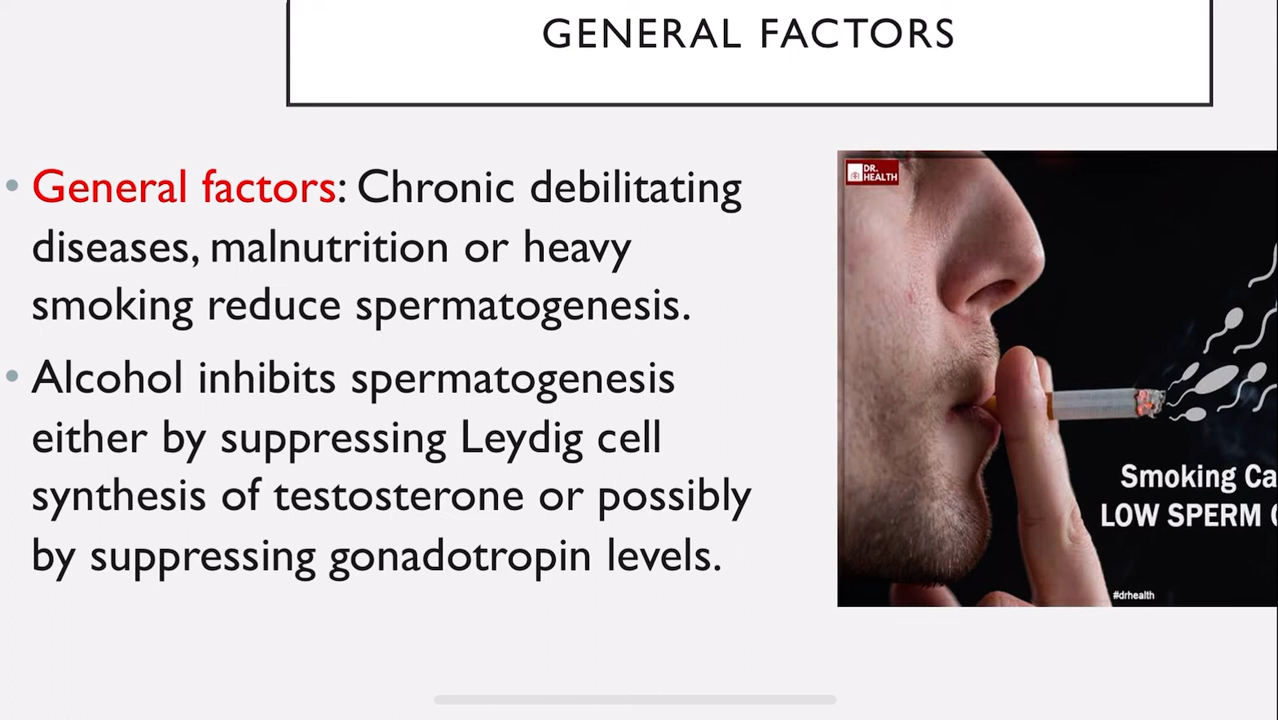 GENERAL FACTORS
• General factors: Chronic debilitating
diseases, malnutrition or heavy
smoking reduce spermatogenesis.
• Alcohol inhibits spermatogenesis
either by suppressing Leydig cell
synthesis of testosterone or possibly
by suppressing gonadotropin levels.
DR.
HEALTH
Smoking Ca
LOW SPERM
#drhealth